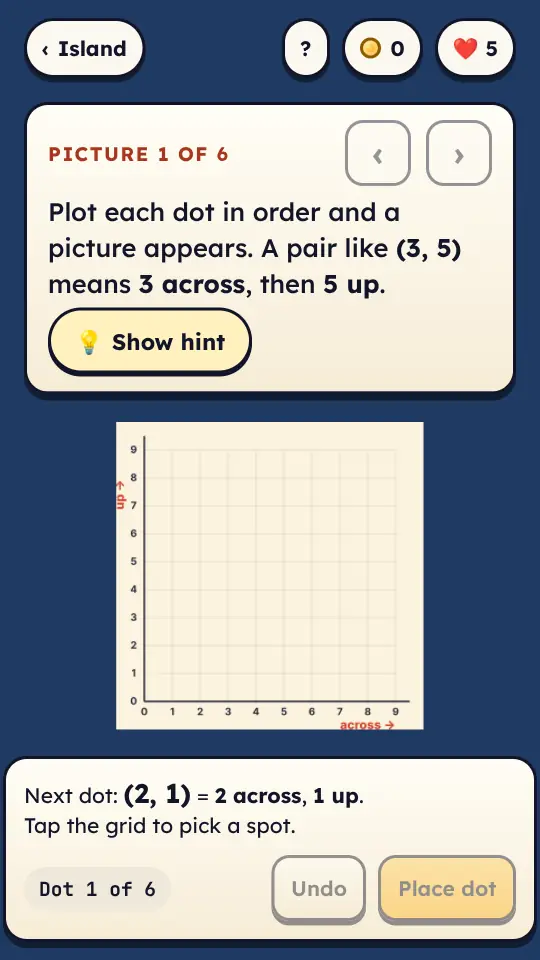 ‹ Island
?
0
5
PICTURE 1 OF 6
‹
›
Plot each dot in order and a
picture appears. A pair like (3, 5)
means 3 across, then 5 up.
💡 Show hint
9
8
7
6
5
4
3
2
1
0
up →
0 1 2 3 4 5 6 7 8 9
across →
Next dot: (2, 1) = 2 across, 1 up.
Tap the grid to pick a spot.
Dot 1 of 6
Undo
Place dot